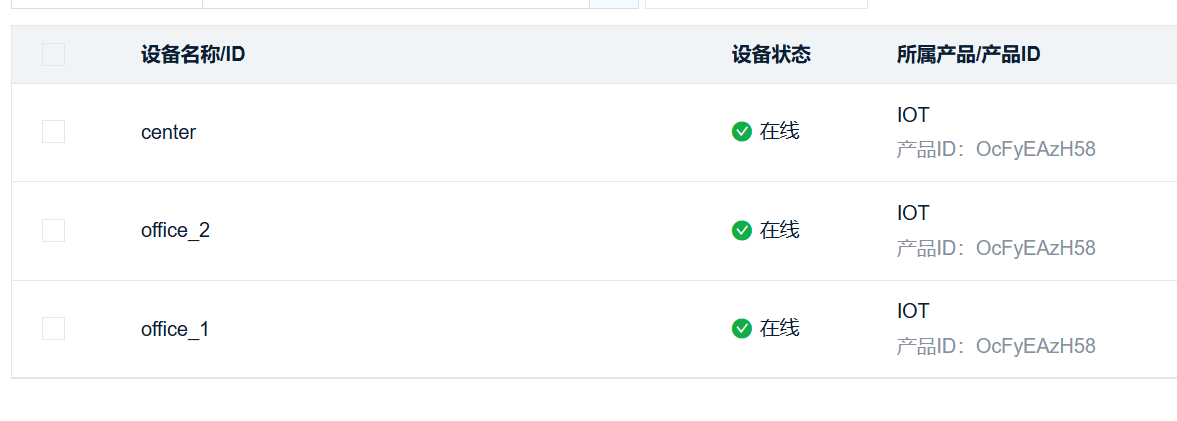 设备名称/ID 设备状态 所属产品/产品ID
center 在线 IOT
产品ID：OcFyEAzH58
office_2 在线 IOT
产品ID：OcFyEAzH58
office_1 在线 IOT
产品ID：OcFyEAzH58